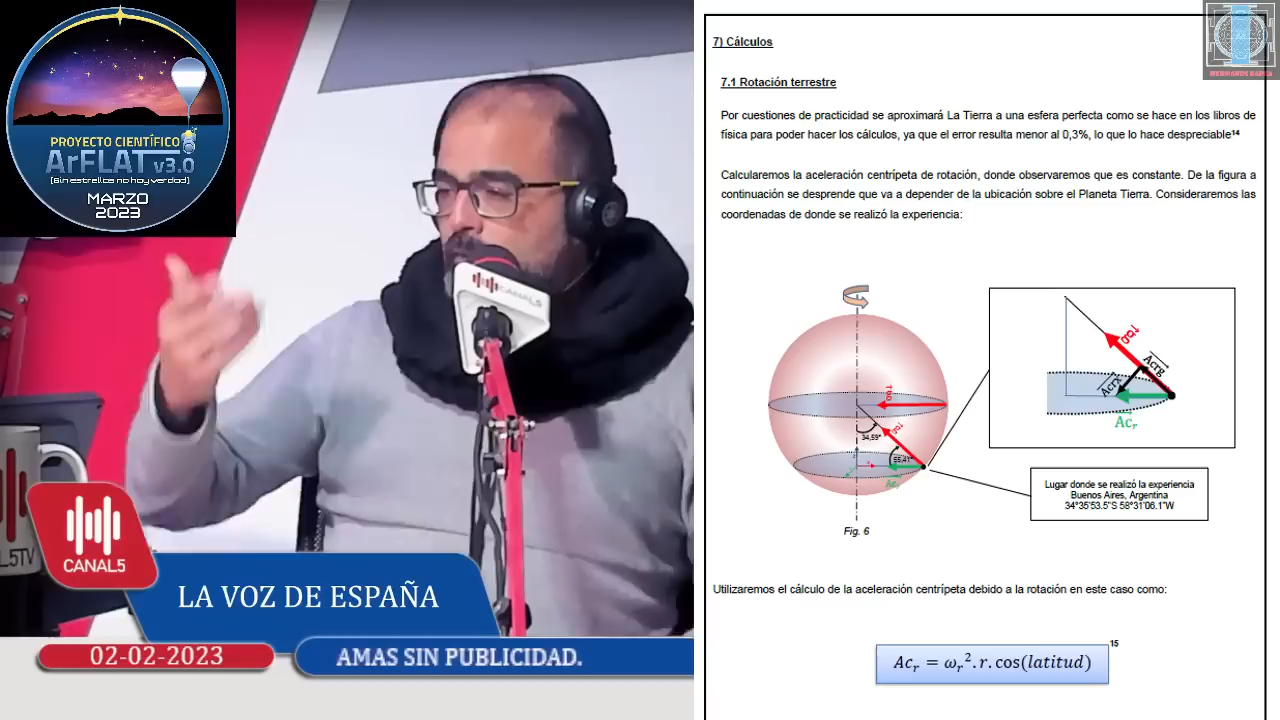 PROYECTO CIENTÍFICO
ArFLAT v3.0
(Sin estrellas no hay verdad)
MARZO
2023
CANAL5
L5TV
CANAL5
LA VOZ DE ESPAÑA
02-02-2023
AMAS SIN PUBLICIDAD.
7) Cálculos
7.1 Rotación terrestre
Por cuestiones de practicidad se aproximará La Tierra a una esfera perfecta como se hace en los libros de
física para poder hacer los cálculos, ya que el error resulta menor al 0,3%, lo que lo hace despreciable¹⁴
Calcularemos la aceleración centrípeta de rotación, donde observaremos que es constante. De la figura a
continuación se desprende que va a depender de la ubicación sobre el Planeta Tierra. Consideraremos las
coordenadas de donde se realizó la experiencia:
34,59°
Acᵣ
Acrg
Acrx
Acᵣ
Lugar donde se realizó la experiencia
Buenos Aires, Argentina
34°35'53.5"S 58°31'06.1"W
Fig. 6
Utilizaremos el cálculo de la aceleración centrípeta debido a la rotación en este caso como:
Acᵣ = ωᵣ².r.cos(latitud)
15